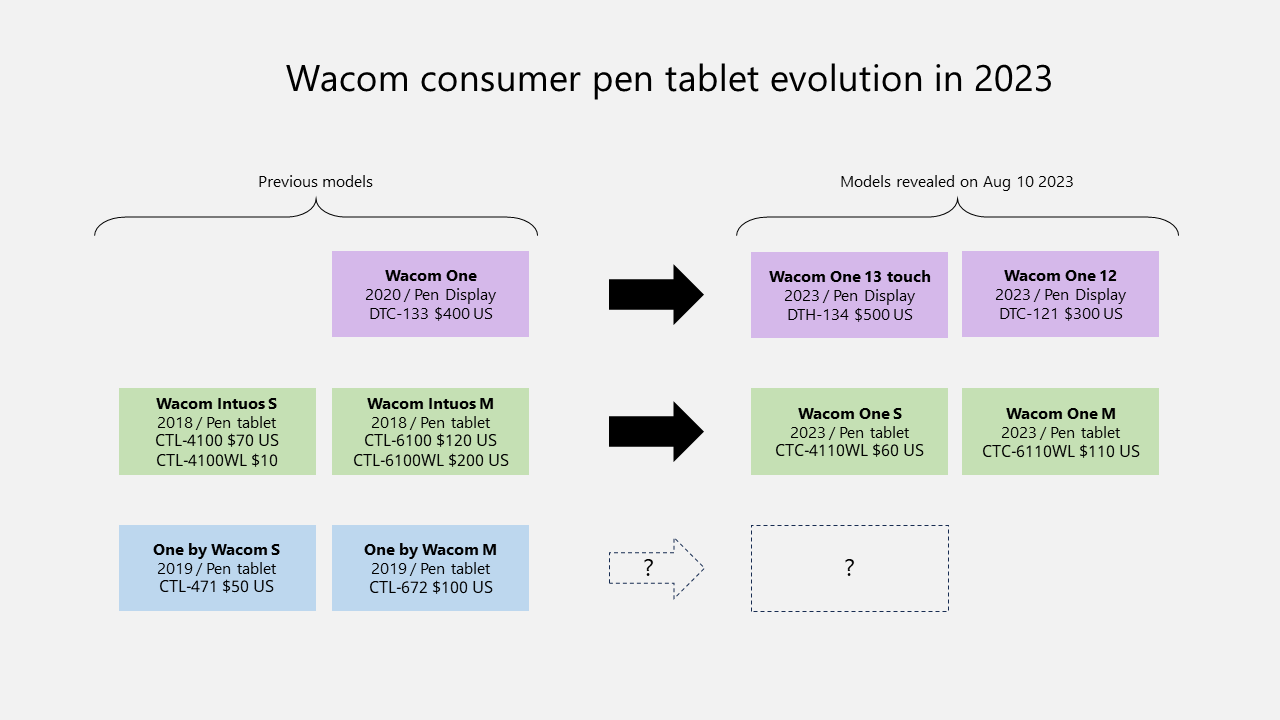 Wacom consumer pen tablet evolution in 2023
Previous models
Models revealed on Aug 10 2023
Wacom One
2020 / Pen Display
DTC-133 $400 US
Wacom One 13 touch
2023 / Pen Display
DTH-134 $500 US
Wacom One 12
2023 / Pen Display
DTC-121 $300 US
Wacom Intuos S
2018 / Pen tablet
CTL-4100 $70 US
CTL-4100WL $10
Wacom Intuos M
2018 / Pen tablet
CTL-6100 $120 US
CTL-6100WL $200 US
Wacom One S
2023 / Pen tablet
CTC-4110WL $60 US
Wacom One M
2023 / Pen tablet
CTC-6110WL $110 US
One by Wacom S
2019 / Pen tablet
CTL-471 $50 US
One by Wacom M
2019 / Pen tablet
CTL-672 $100 US
?
?